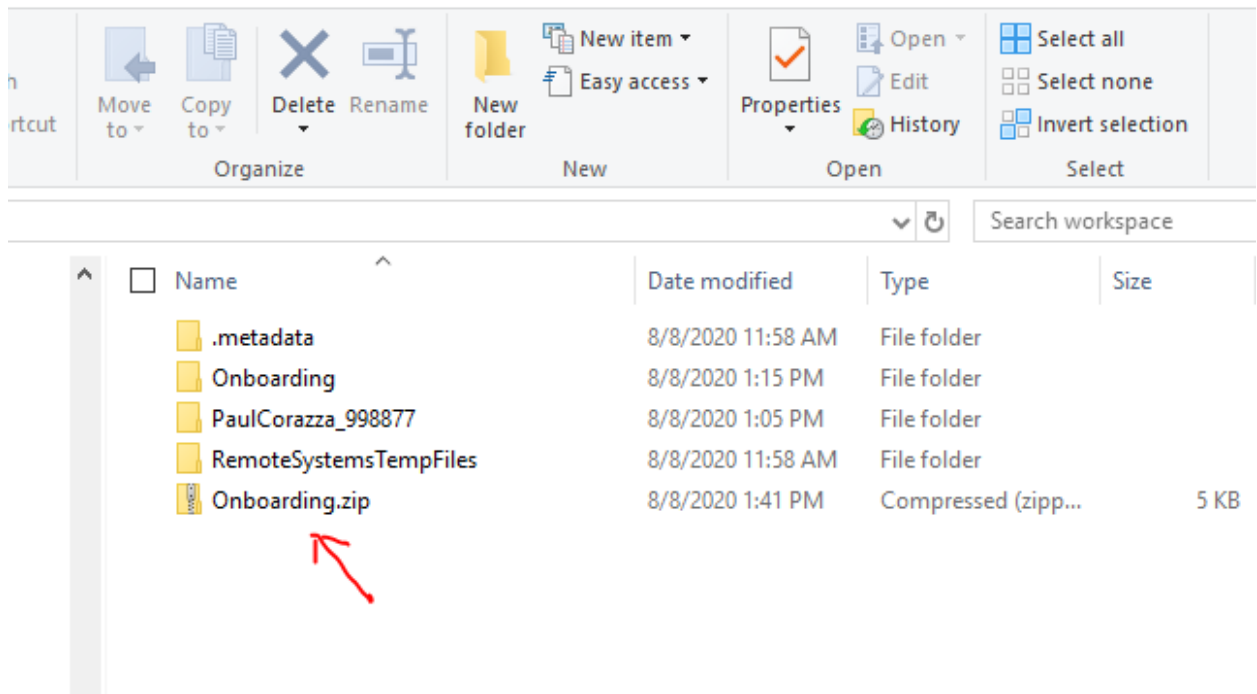 New item
Open
Select all
Easy access
Edit
Select none
Move to
Copy to
Delete
Rename
New folder
Properties
History
Invert selection
rtcut
Organize
New
Open
Select
Search workspace
Name
Date modified
Type
Size
.metadata
8/8/2020 11:58 AM
File folder
Onboarding
8/8/2020 1:15 PM
File folder
PaulCorazza_998877
8/8/2020 1:05 PM
File folder
RemoteSystemsTempFiles
8/8/2020 11:58 AM
File folder
Onboarding.zip
8/8/2020 1:41 PM
Compressed (zipp...
5 KB